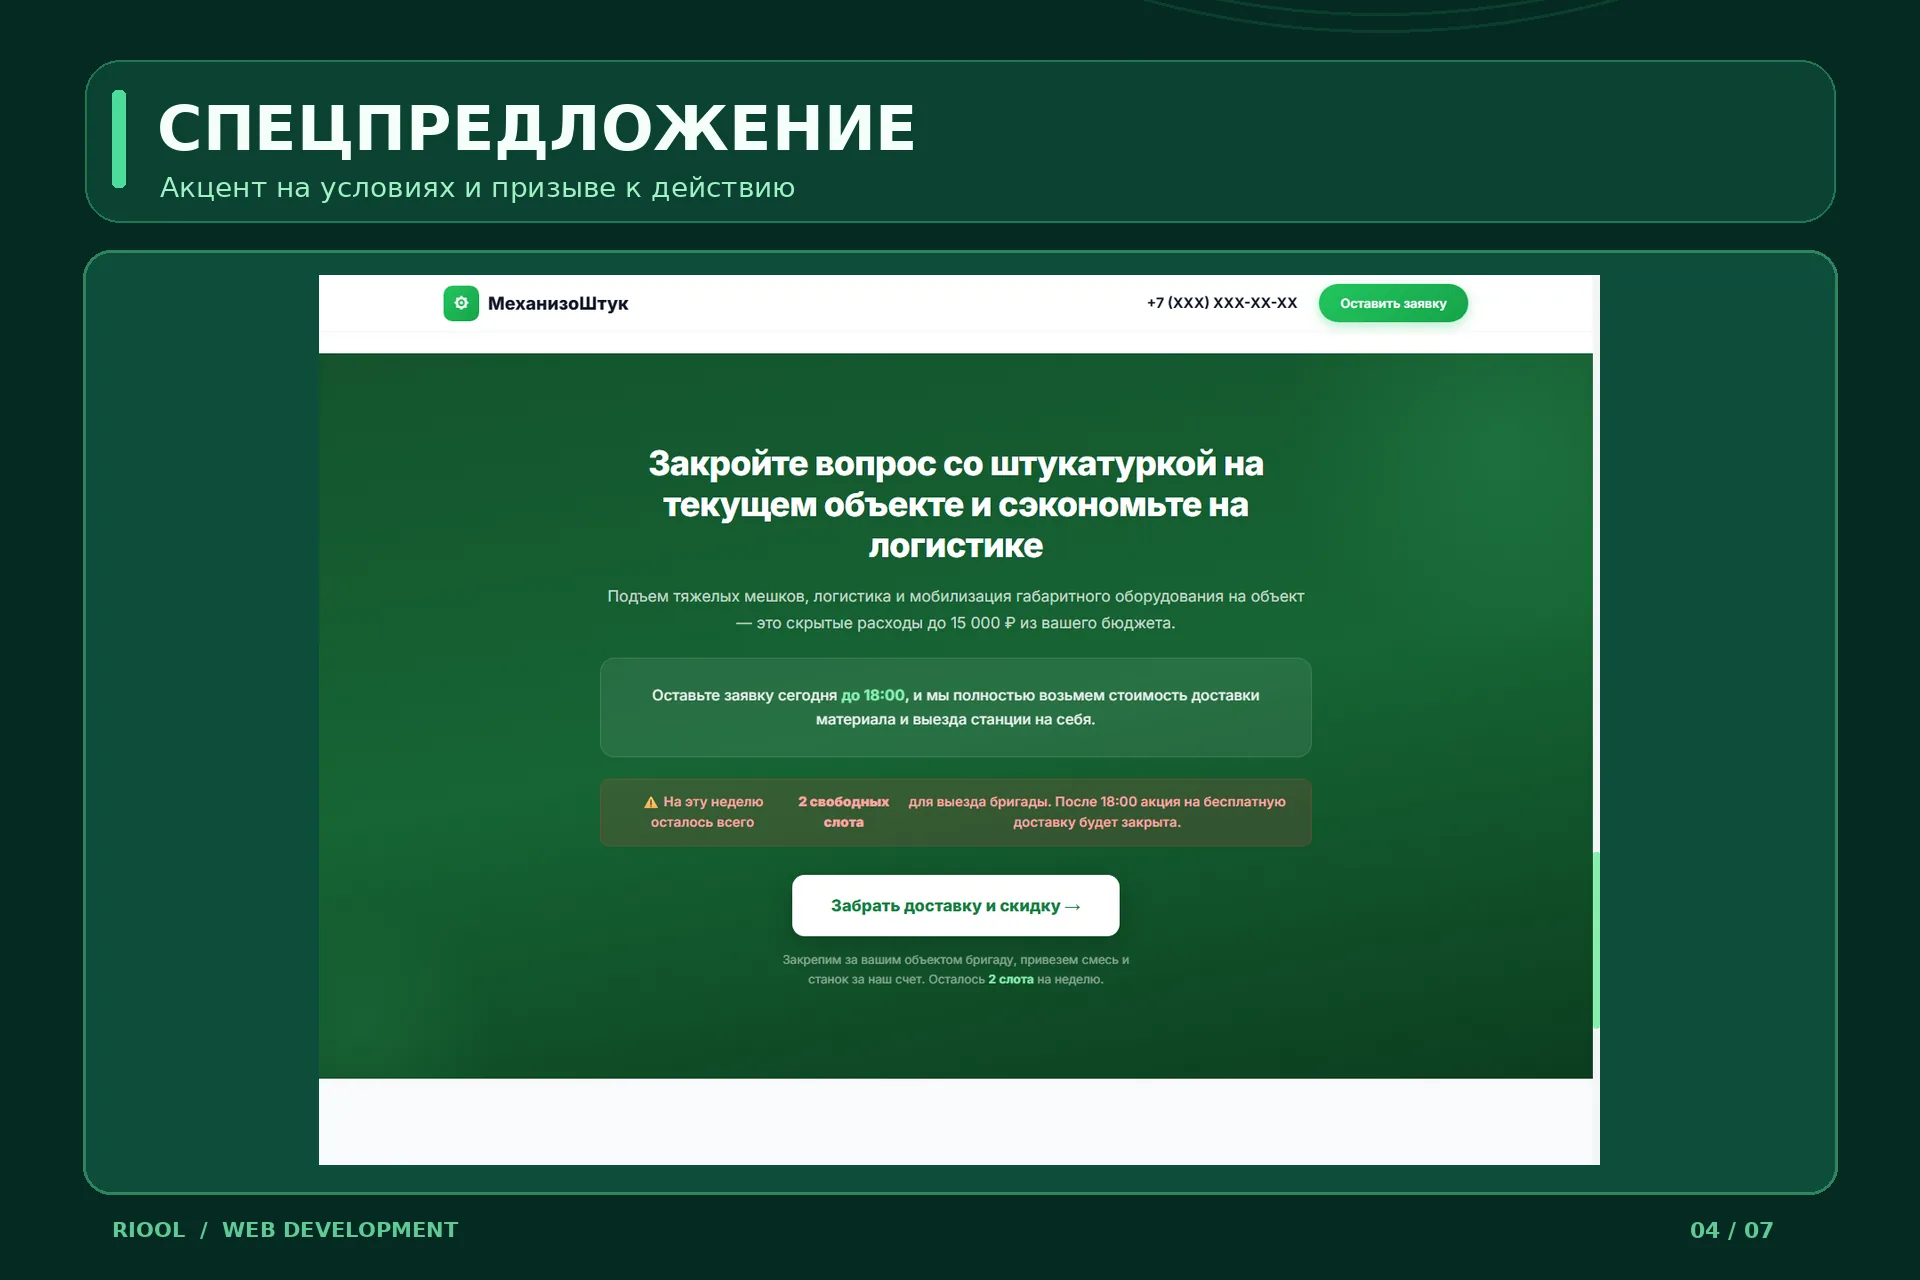 СПЕЦПРЕДЛОЖЕНИЕ
Акцент на условиях и призыве к действию
МеханизоШтук
+7 (XXX) XXX-XX-XX
Оставить заявку
Закройте вопрос со штукатуркой на
текущем объекте и сэкономьте на
логистике
Подъем тяжелых мешков, логистика и мобилизация габаритного оборудования на объект
— это скрытые расходы до 15 000 ₽ из вашего бюджета.
Оставьте заявку сегодня до 18:00, и мы полностью возьмем стоимость доставки
материала и выезда станции на себя.
⚠ На эту неделю
осталось всего
2 свободных
слота
для выезда бригады. После 18:00 акция на бесплатную
доставку будет закрыта.
Забрать доставку и скидку →
Закрепим за вашим объектом бригаду, привезем смесь и
станок за наш счет. Осталось 2 слота на неделю.
RIOOL / WEB DEVELOPMENT
04 / 07